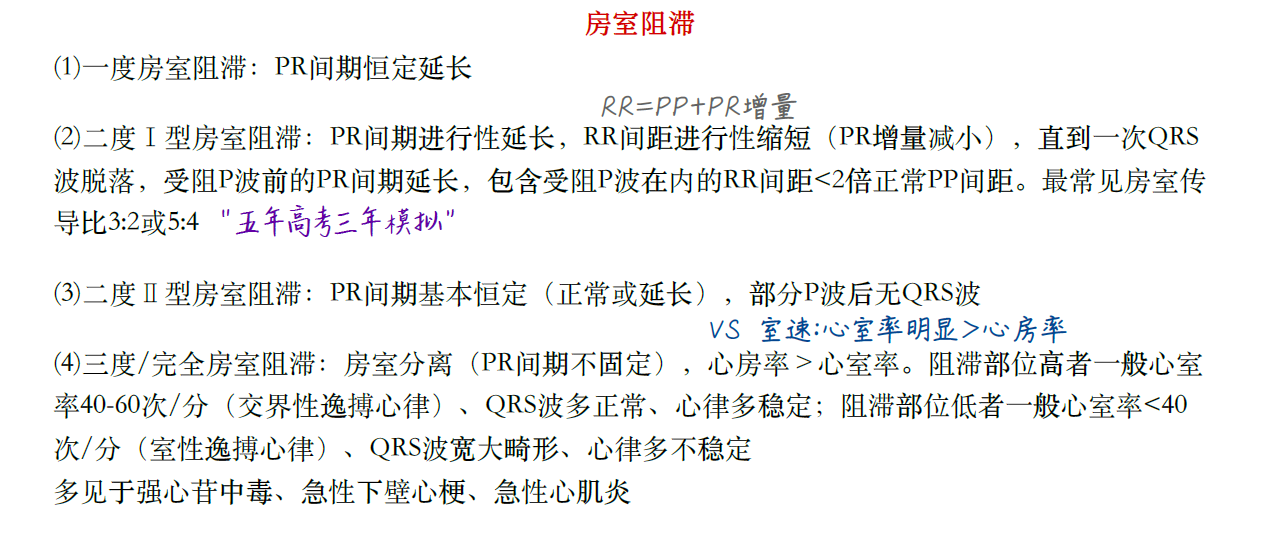 房室阻滞
⑴一度房室阻滞：PR间期恒定延长
RR=PP+PR增量
⑵二度Ⅰ型房室阻滞：PR间期进行性延长，RR间距进行性缩短（PR增量减小），直到一次QRS
波脱落，受阻P波前的PR间期延长，包含受阻P波在内的RR间距<2倍正常PP间距。最常见房室传
导比3:2或5:4 "五年高考三年模拟"
⑶二度Ⅱ型房室阻滞：PR间期基本恒定（正常或延长），部分P波后无QRS波
VS 室速:心室率明显>心房率
⑷三度/完全房室阻滞：房室分离（PR间期不固定），心房率＞心室率。阻滞部位高者一般心室
率40-60次/分（交界性逸搏心律）、QRS波多正常、心律多稳定；阻滞部位低者一般心室率<40
次/分（室性逸搏心律）、QRS波宽大畸形、心律多不稳定
多见于强心苷中毒、急性下壁心梗、急性心肌炎